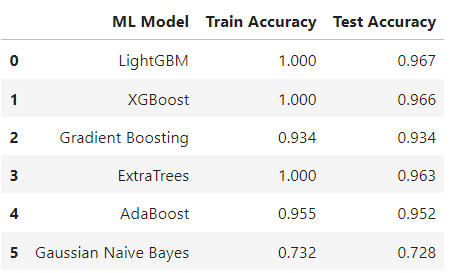 ML Model Train Accuracy Test Accuracy
0 LightGBM 1.000 0.967
1 XGBoost 1.000 0.966
2 Gradient Boosting 0.934 0.934
3 ExtraTrees 1.000 0.963
4 AdaBoost 0.955 0.952
5 Gaussian Naive Bayes 0.732 0.728